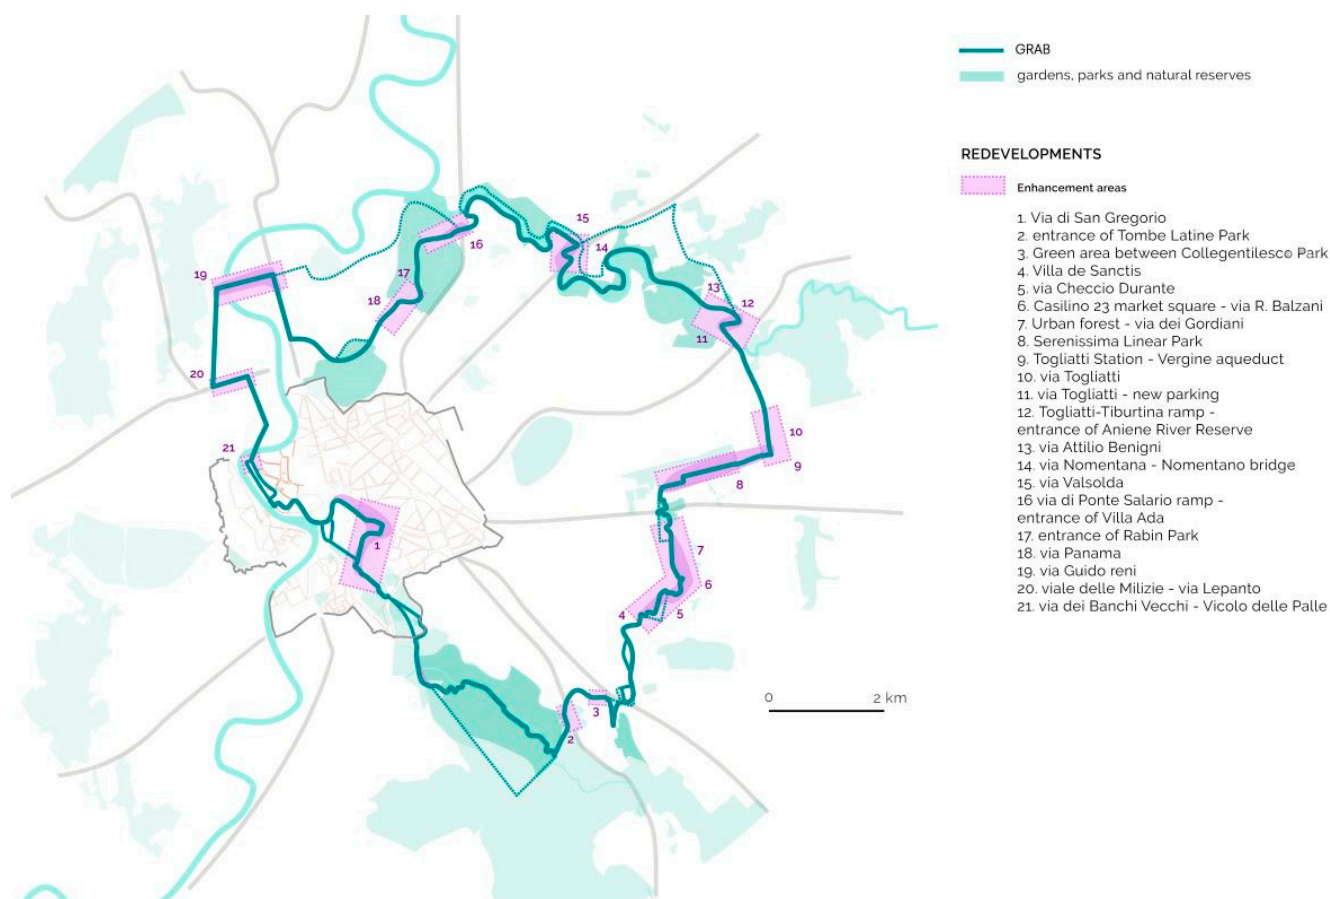 GRAB
gardens, parks and natural reserves
REDEVELOPMENTS
Enhancement areas
1. Via di San Gregorio
2. entrance of Tombe Latine Park
3. Green area between Collegentilesco Park
4. Villa de Sanctis
5. via Checcio Durante
6. Casilino 23 market square - via R. Balzani
7. Urban forest - via dei Gordiani
8. Serenissima Linear Park
9. Togliatti Station - Vergine aqueduct
10. via Togliatti
11. via Togliatti - new parking
12. Togliatti-Tiburtina ramp -
entrance of Aniene River Reserve
13. via Attilio Benigni
14. via Nomentana - Nomentano bridge
15. via Valsolda
16 via di Ponte Salario ramp -
entrance of Villa Ada
17. entrance of Rabin Park
18. via Panama
19. via Guido reni
20. viale delle Milizie - via Lepanto
21. via dei Banchi Vecchi - Vicolo delle Palle
15
16
14
19
17
18
13
12
11
20
10
21
9
8
1
7
6
4
5
3
2
0
2 km